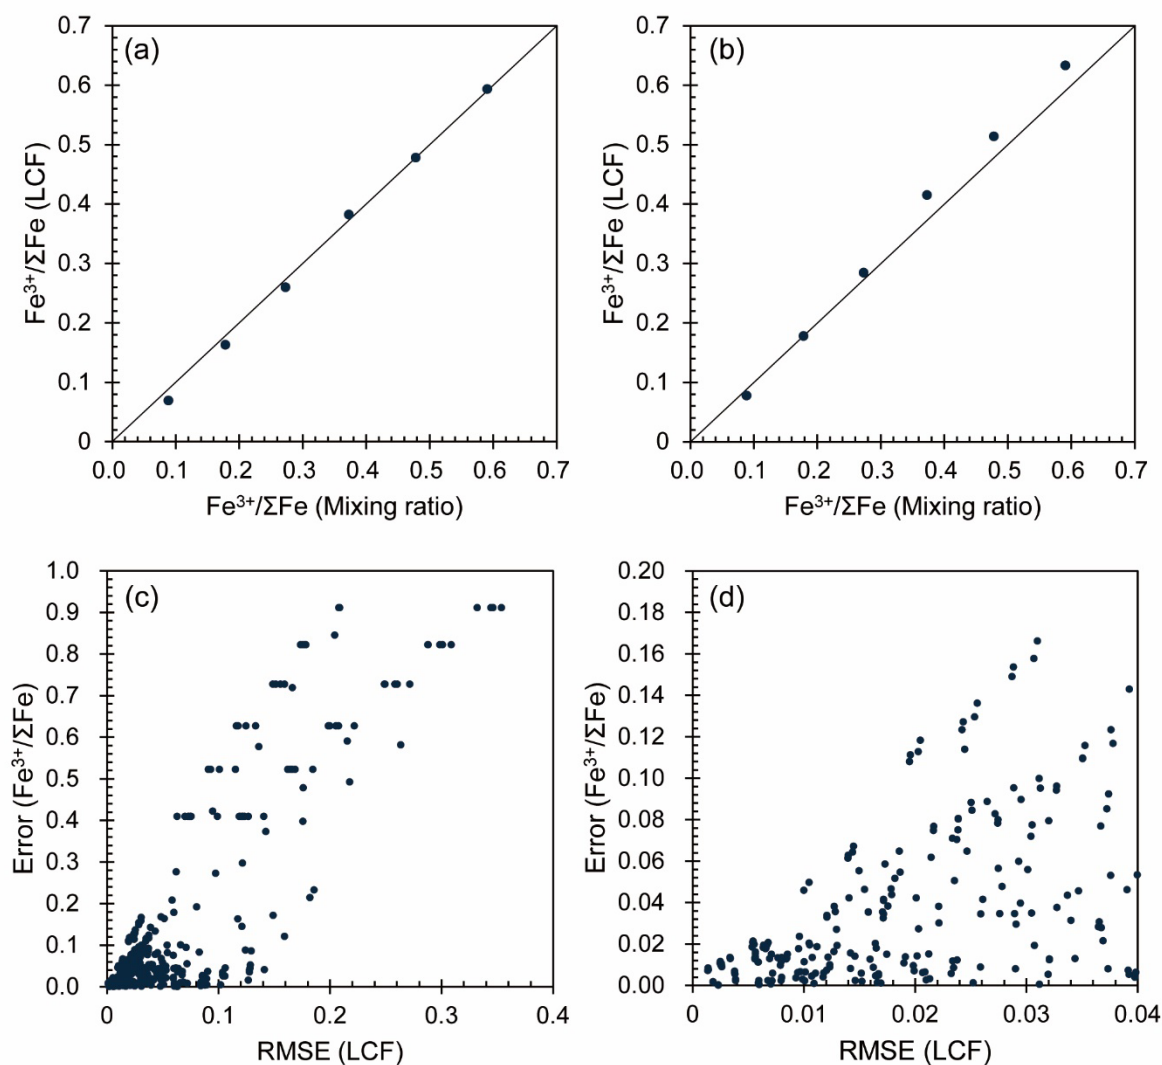 (a)
Fe³⁺/ΣFe (LCF)
0.7
0.6
0.5
0.4
0.3
0.2
0.1
0
0.0 0.1 0.2 0.3 0.4 0.5 0.6 0.7
Fe³⁺/ΣFe (Mixing ratio)
(b)
Fe³⁺/ΣFe (LCF)
0.7
0.6
0.5
0.4
0.3
0.2
0.1
0
0.0 0.1 0.2 0.3 0.4 0.5 0.6 0.7
Fe³⁺/ΣFe (Mixing ratio)
(c)
Error (Fe³⁺/ΣFe)
1.0
0.9
0.8
0.7
0.6
0.5
0.4
0.3
0.2
0.1
0.0
0 0.1 0.2 0.3 0.4
RMSE (LCF)
(d)
Error (Fe³⁺/ΣFe)
0.20
0.18
0.16
0.14
0.12
0.10
0.08
0.06
0.04
0.02
0.00
0 0.01 0.02 0.03 0.04
RMSE (LCF)